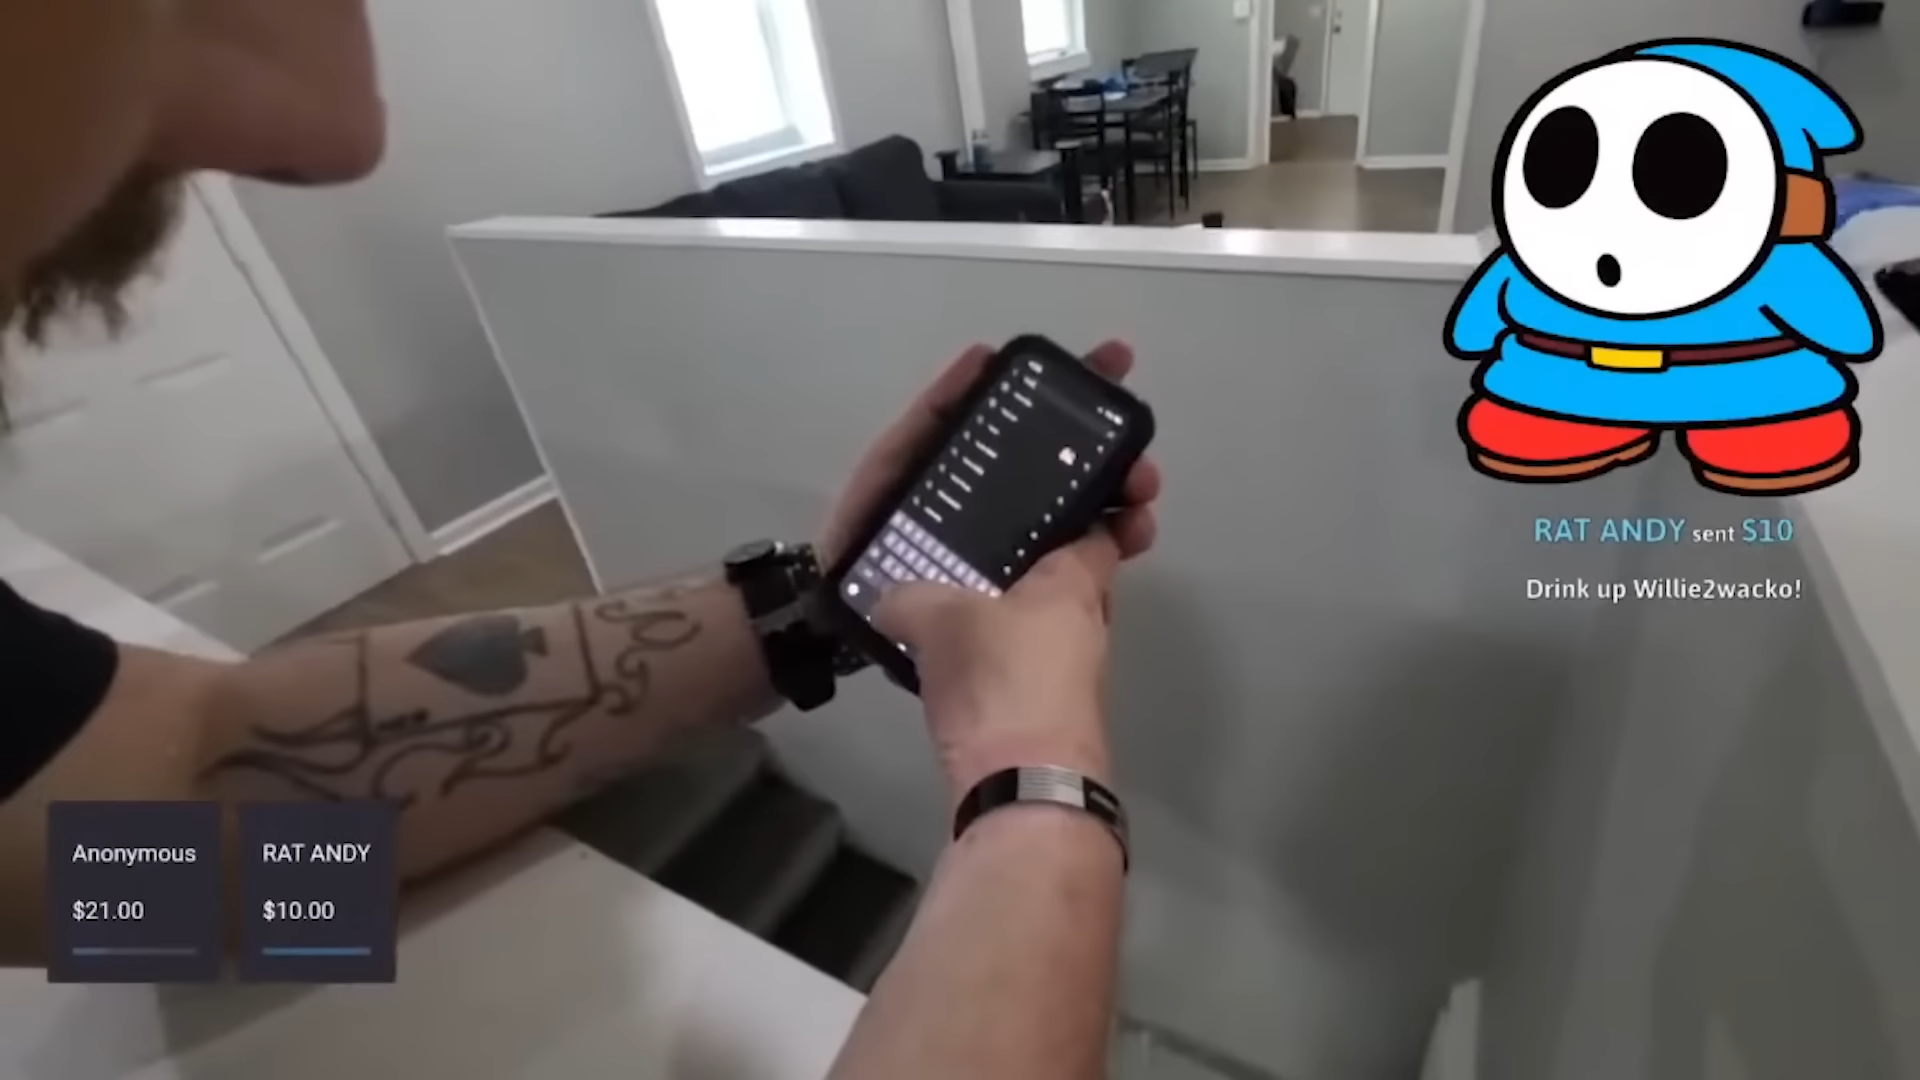 RAT ANDY sent $10
Drink up Willie2wacko!
Anonymous
$21.00
RAT ANDY
$10.00